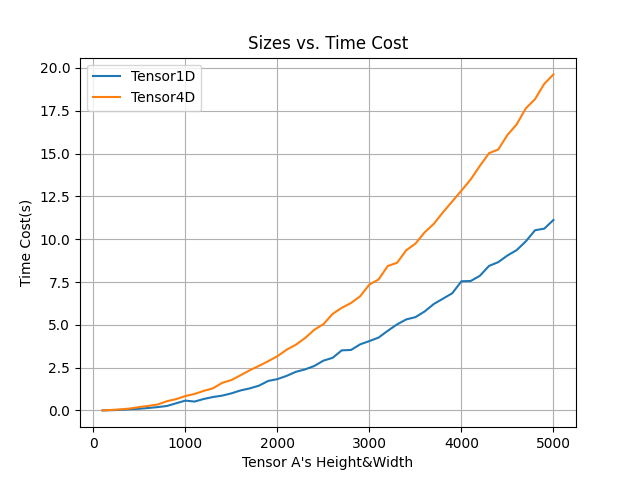 Sizes vs. Time Cost
Tensor1D
Tensor4D
20.0
17.5
15.0
12.5
10.0
7.5
5.0
2.5
0.0
Time Cost(s)
0 1000 2000 3000 4000 5000
Tensor A's Height&Width